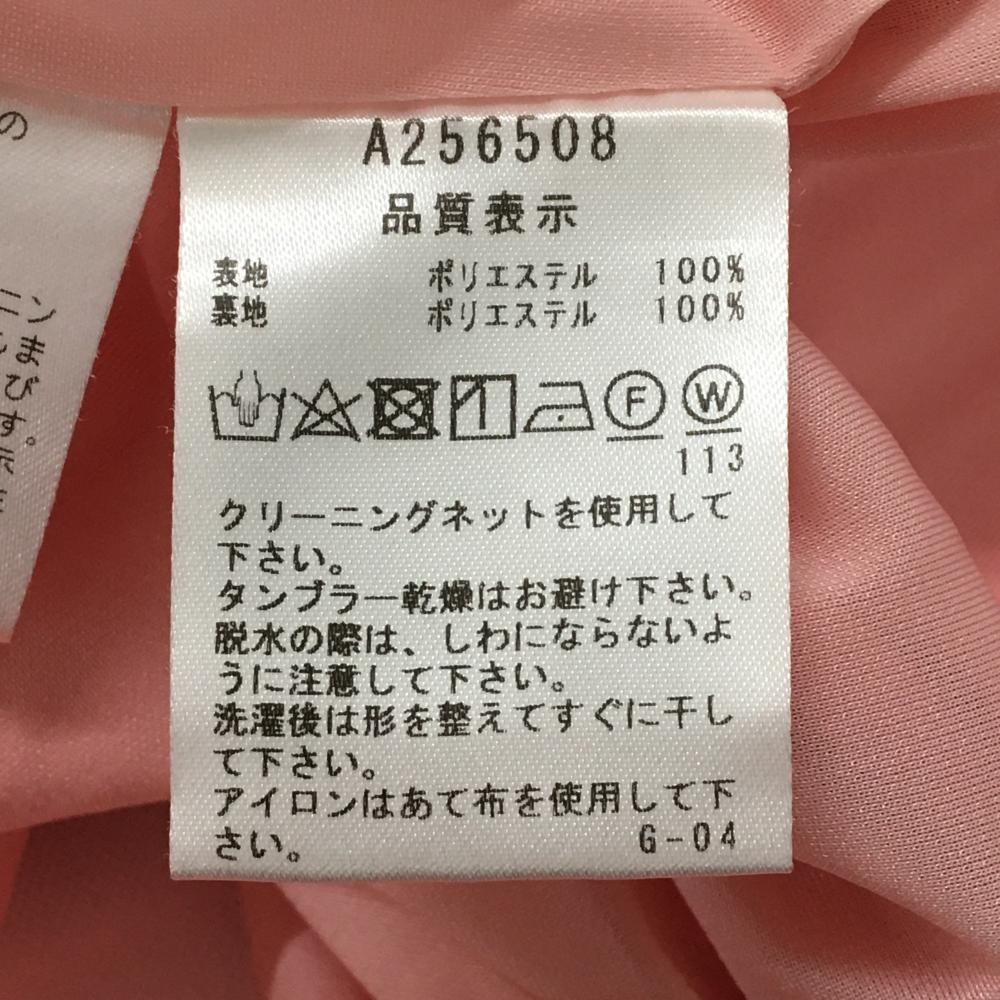 A256508
品質表示
表地 ポリエステル 100%
裏地 ポリエステル 100%
F W
113
クリーニングネットを使用して
下さい。
タンブラー乾燥はお避け下さい。
脱水の際は、しわにならないよ
うに注意して下さい。
洗濯後は形を整えてすぐに干し
て下さい。
アイロンはあて布を使用して下
さい。 G-04
の
ン
ま
び
す。